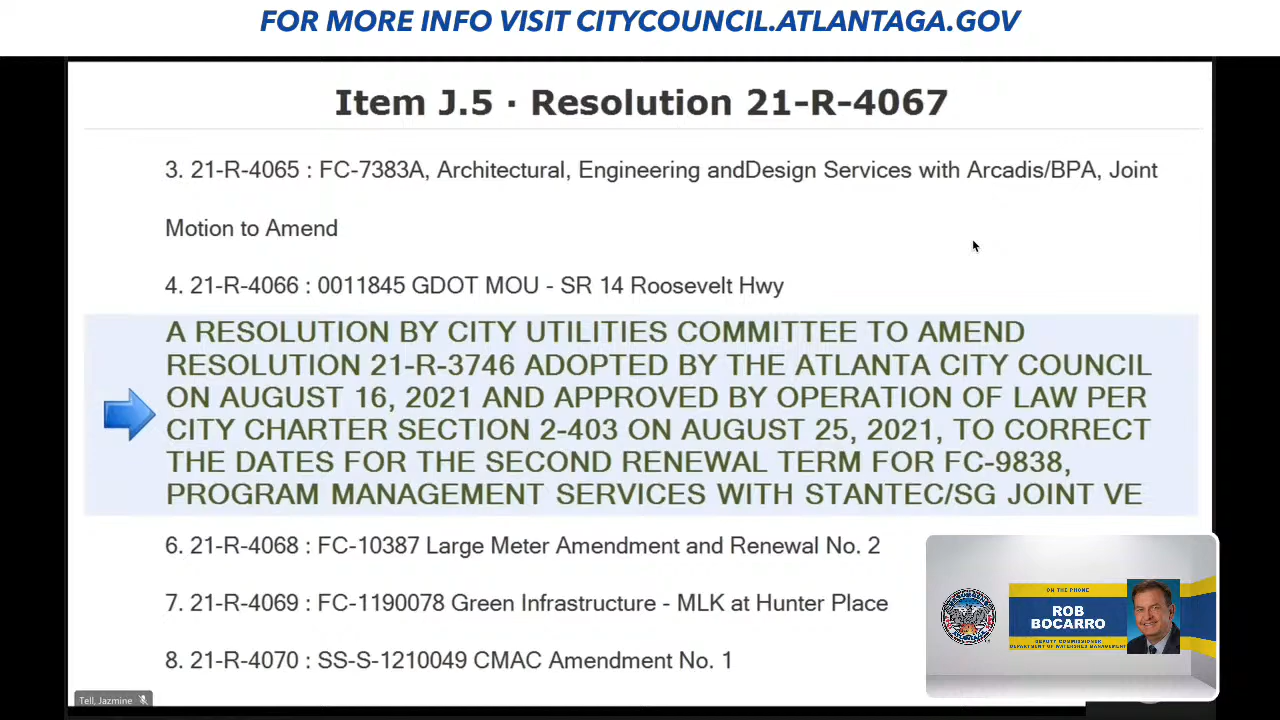 FOR MORE INFO VISIT CITYCOUNCIL.ATLANTAGA.GOV
Item J.5 · Resolution 21-R-4067
3. 21-R-4065 : FC-7383A, Architectural, Engineering andDesign Services with Arcadis/BPA, Joint
Motion to Amend
4. 21-R-4066 : 0011845 GDOT MOU - SR 14 Roosevelt Hwy
A RESOLUTION BY CITY UTILITIES COMMITTEE TO AMEND
RESOLUTION 21-R-3746 ADOPTED BY THE ATLANTA CITY COUNCIL
ON AUGUST 16, 2021 AND APPROVED BY OPERATION OF LAW PER
CITY CHARTER SECTION 2-403 ON AUGUST 25, 2021, TO CORRECT
THE DATES FOR THE SECOND RENEWAL TERM FOR FC-9838,
PROGRAM MANAGEMENT SERVICES WITH STANTEC/SG JOINT VE
6. 21-R-4068 : FC-10387 Large Meter Amendment and Renewal No. 2
7. 21-R-4069 : FC-1190078 Green Infrastructure - MLK at Hunter Place
8. 21-R-4070 : SS-S-1210049 CMAC Amendment No. 1
ON THE PHONE
ROB
BOCARRO
DEPUTY COMMISSIONER
DEPARTMENT OF WATERSHED MANAGEMENT
Tell, Jazmine